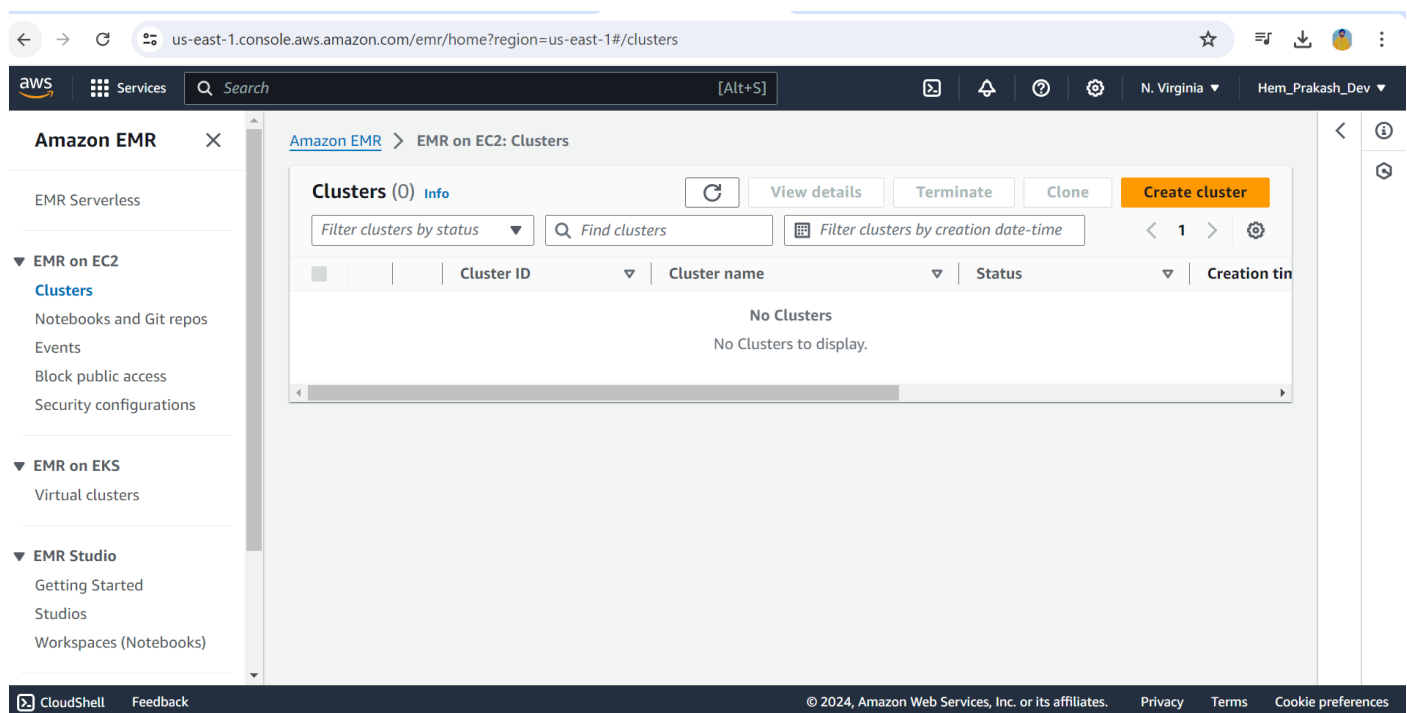 us-east-1.console.aws.amazon.com/emr/home?region=us-east-1#/clusters
aws Services Search [Alt+S] N. Virginia Hem_Prakash_Dev
Amazon EMR
EMR Serverless
EMR on EC2
Clusters
Notebooks and Git repos
Events
Block public access
Security configurations
EMR on EKS
Virtual clusters
EMR Studio
Getting Started
Studios
Workspaces (Notebooks)
Amazon EMR > EMR on EC2: Clusters
Clusters (0) Info View details Terminate Clone Create cluster
Filter clusters by status Find clusters Filter clusters by creation date-time 1
Cluster ID Cluster name Status Creation tin
No Clusters
No Clusters to display.
CloudShell Feedback © 2024, Amazon Web Services, Inc. or its affiliates. Privacy Terms Cookie preferences